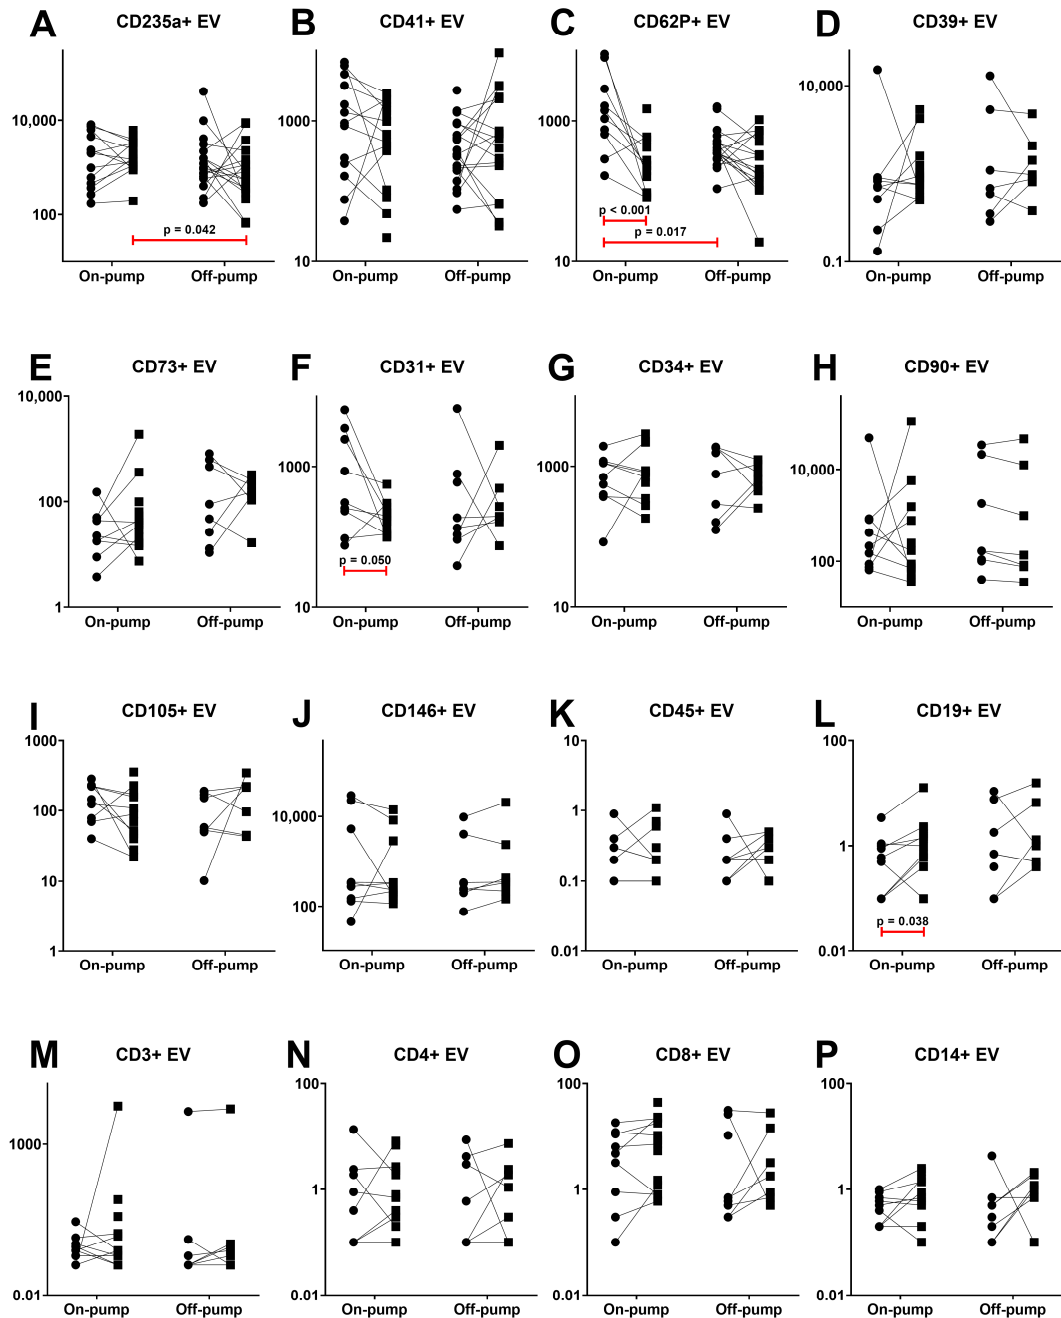 A CD235a+ EV
10,000
100
p = 0.042
On-pump Off-pump
B CD41+ EV
1000
10
On-pump Off-pump
C CD62P+ EV
1000
p < 0.001
p = 0.017
10
On-pump Off-pump
D CD39+ EV
10,000
0.1
On-pump Off-pump
E CD73+ EV
10,000
100
1
On-pump Off-pump
F CD31+ EV
1000
p = 0.050
10
On-pump Off-pump
G CD34+ EV
1000
10
On-pump Off-pump
H CD90+ EV
10,000
100
On-pump Off-pump
I CD105+ EV
1000
100
10
1
On-pump Off-pump
J CD146+ EV
10,000
100
On-pump Off-pump
K CD45+ EV
10
1
0.1
0.01
On-pump Off-pump
L CD19+ EV
100
1
p = 0.038
0.01
On-pump Off-pump
M CD3+ EV
1000
0.01
On-pump Off-pump
N CD4+ EV
100
1
0.01
On-pump Off-pump
O CD8+ EV
100
1
0.01
On-pump Off-pump
P CD14+ EV
100
1
0.01
On-pump Off-pump